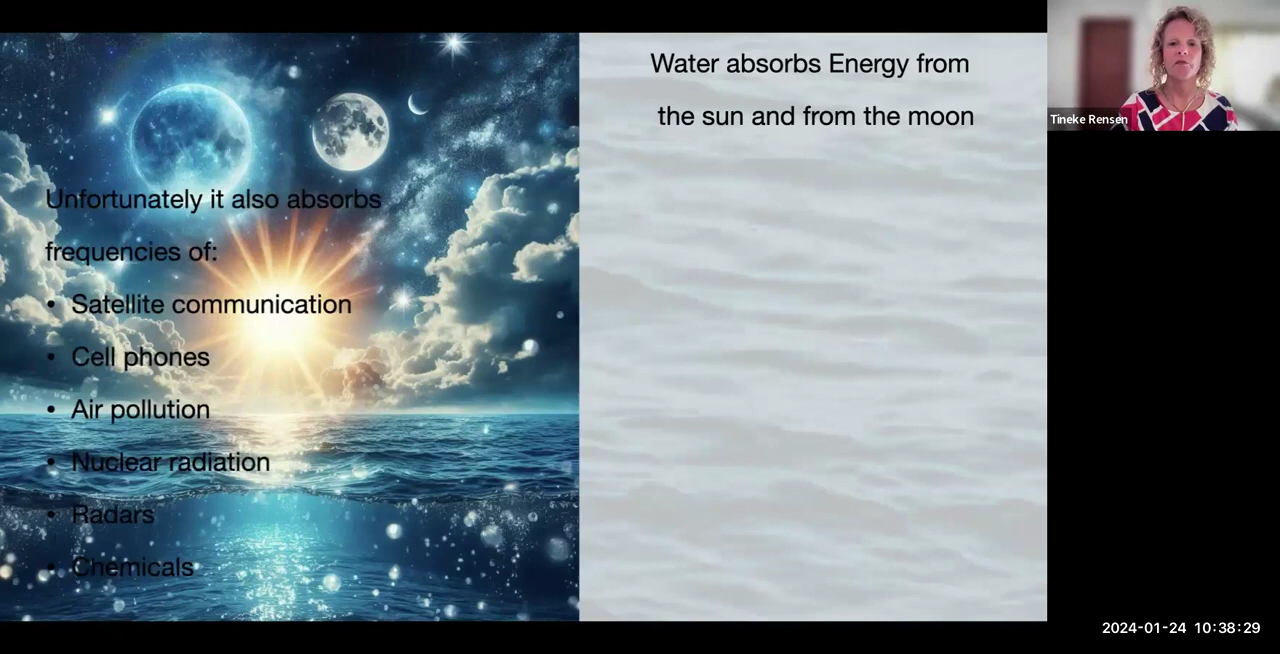 Water absorbs Energy from
the sun and from the moon
Unfortunately it also absorbs
frequencies of:
• Satellite communication
• Cell phones
• Air pollution
• Nuclear radiation
• Radars
• Chemicals
Tineke Rensen
2024-01-24 10:38:29